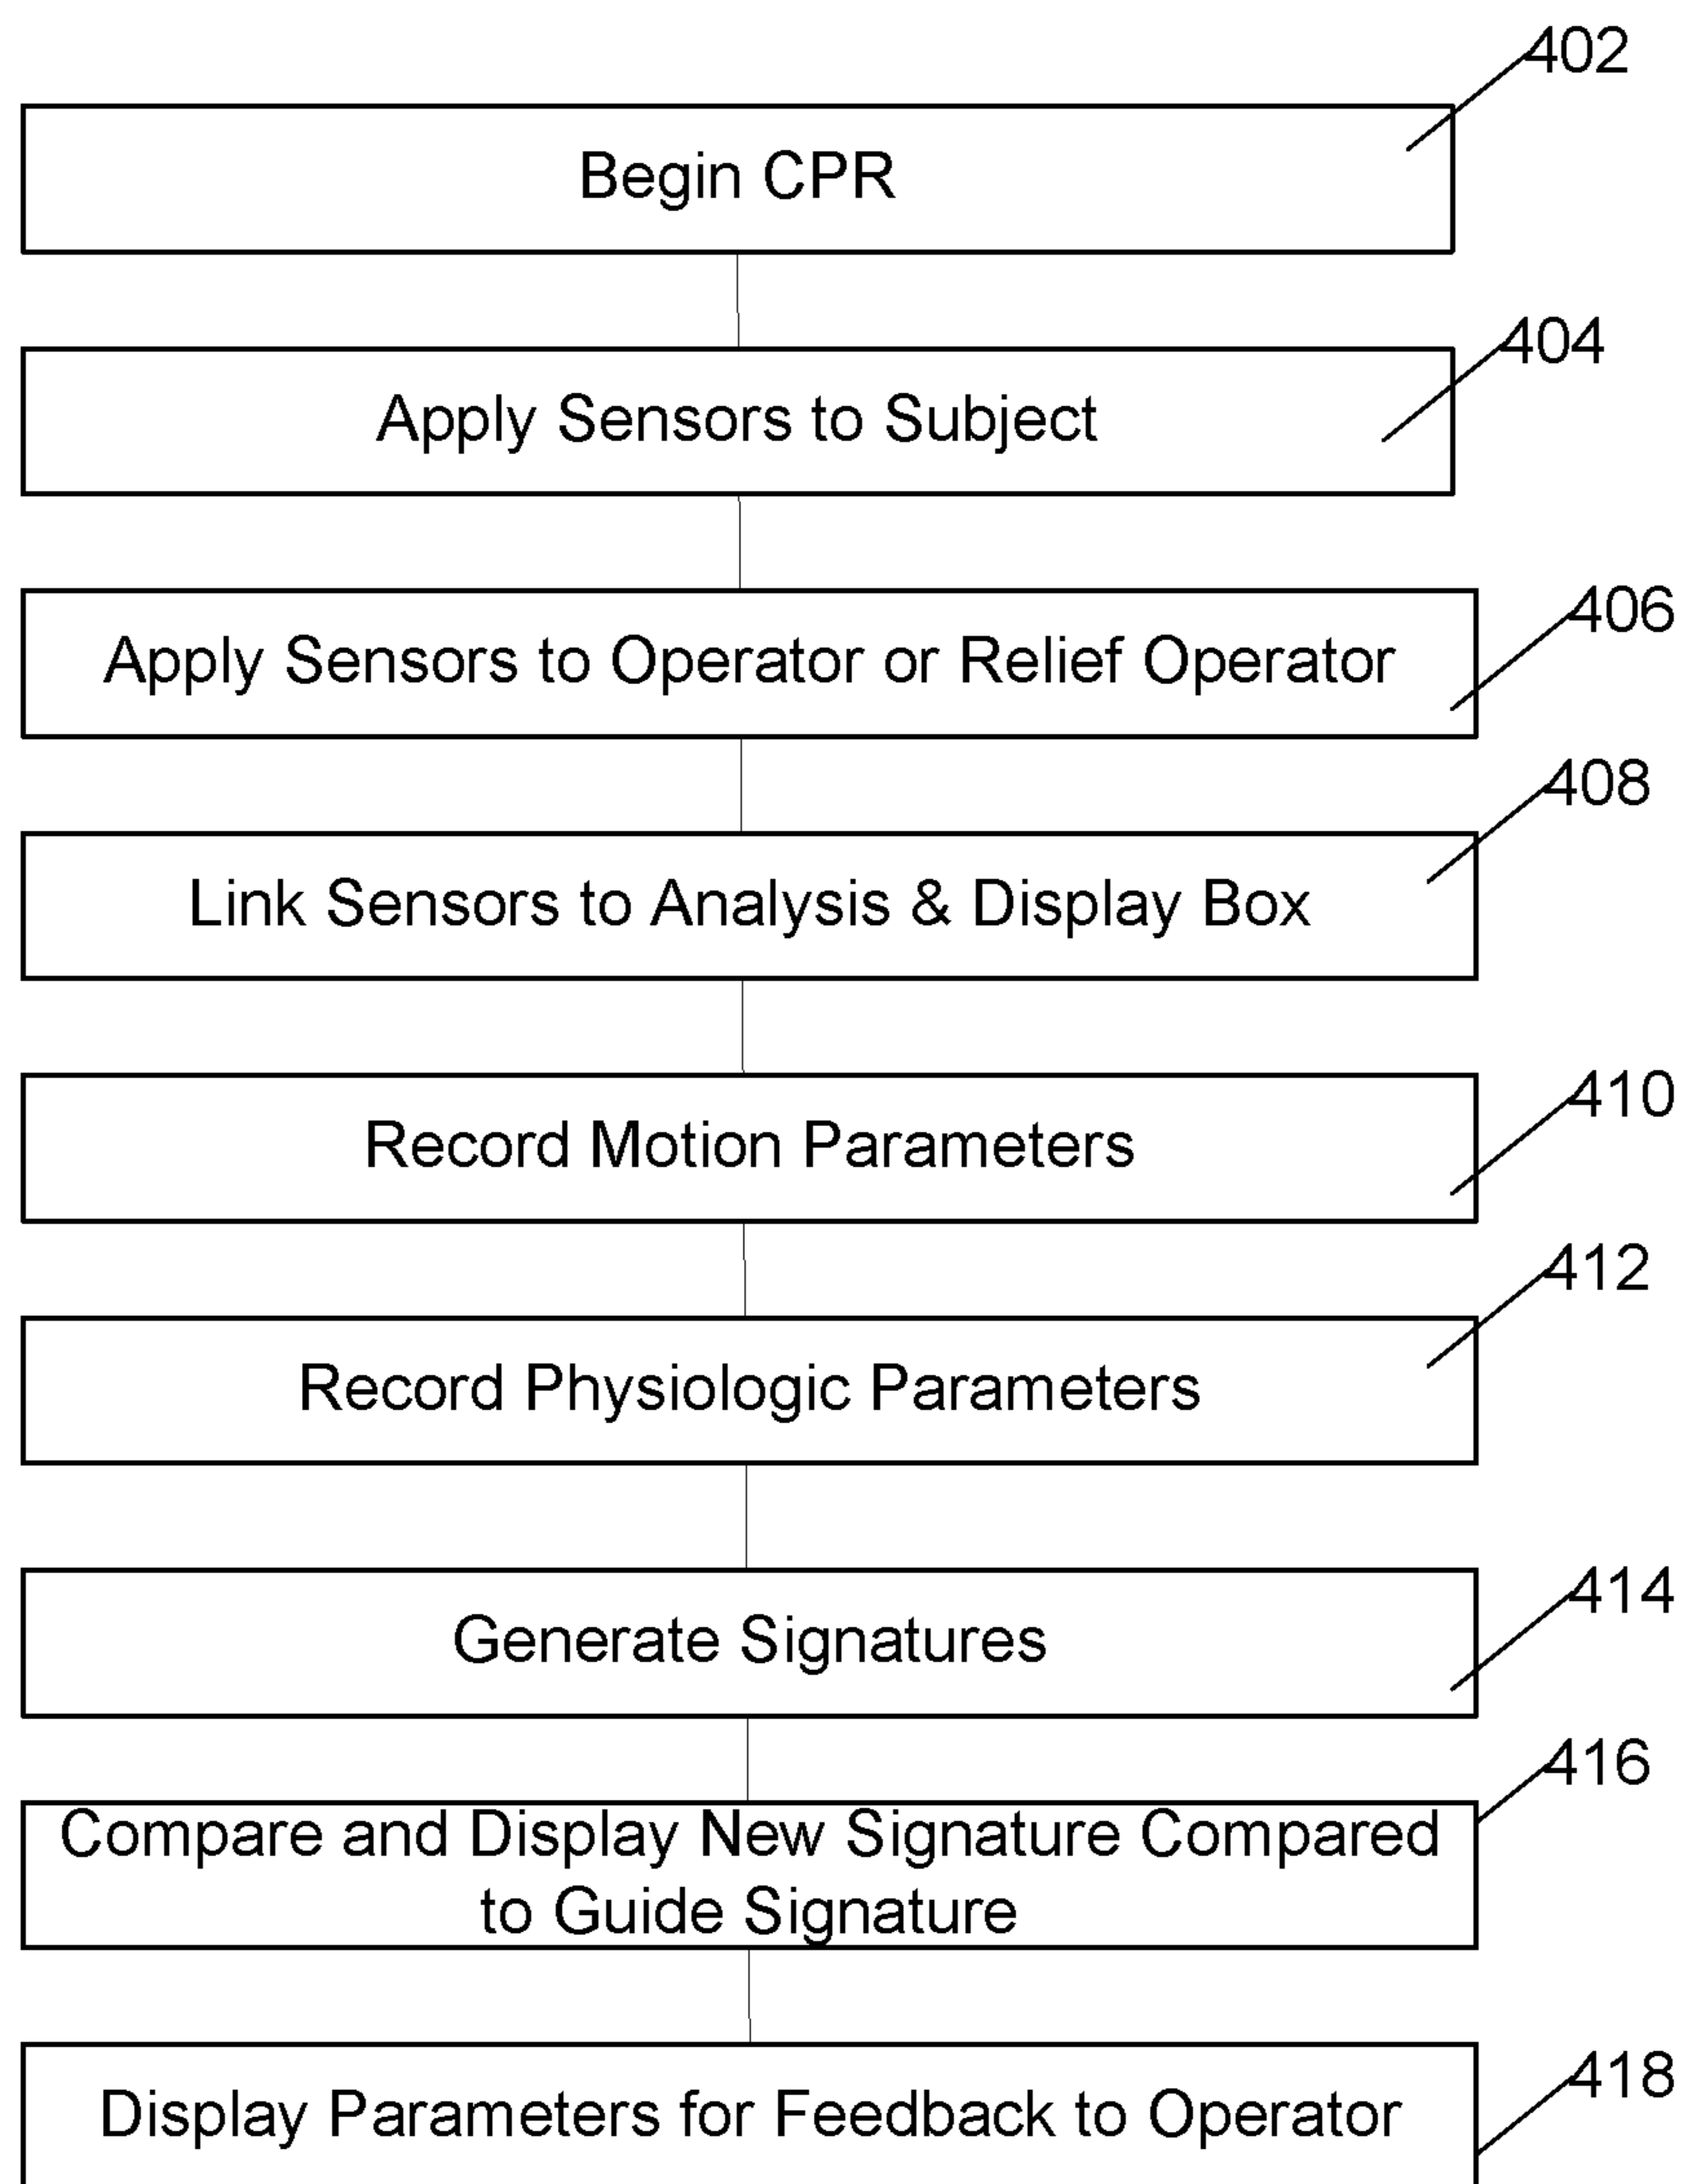 402
Begin CPR
404
Apply Sensors to Subject
406
Apply Sensors to Operator or Relief Operator
408
Link Sensors to Analysis & Display Box
410
Record Motion Parameters
412
Record Physiologic Parameters
414
Generate Signatures
416
Compare and Display New Signature Compared
to Guide Signature
418
Display Parameters for Feedback to Operator